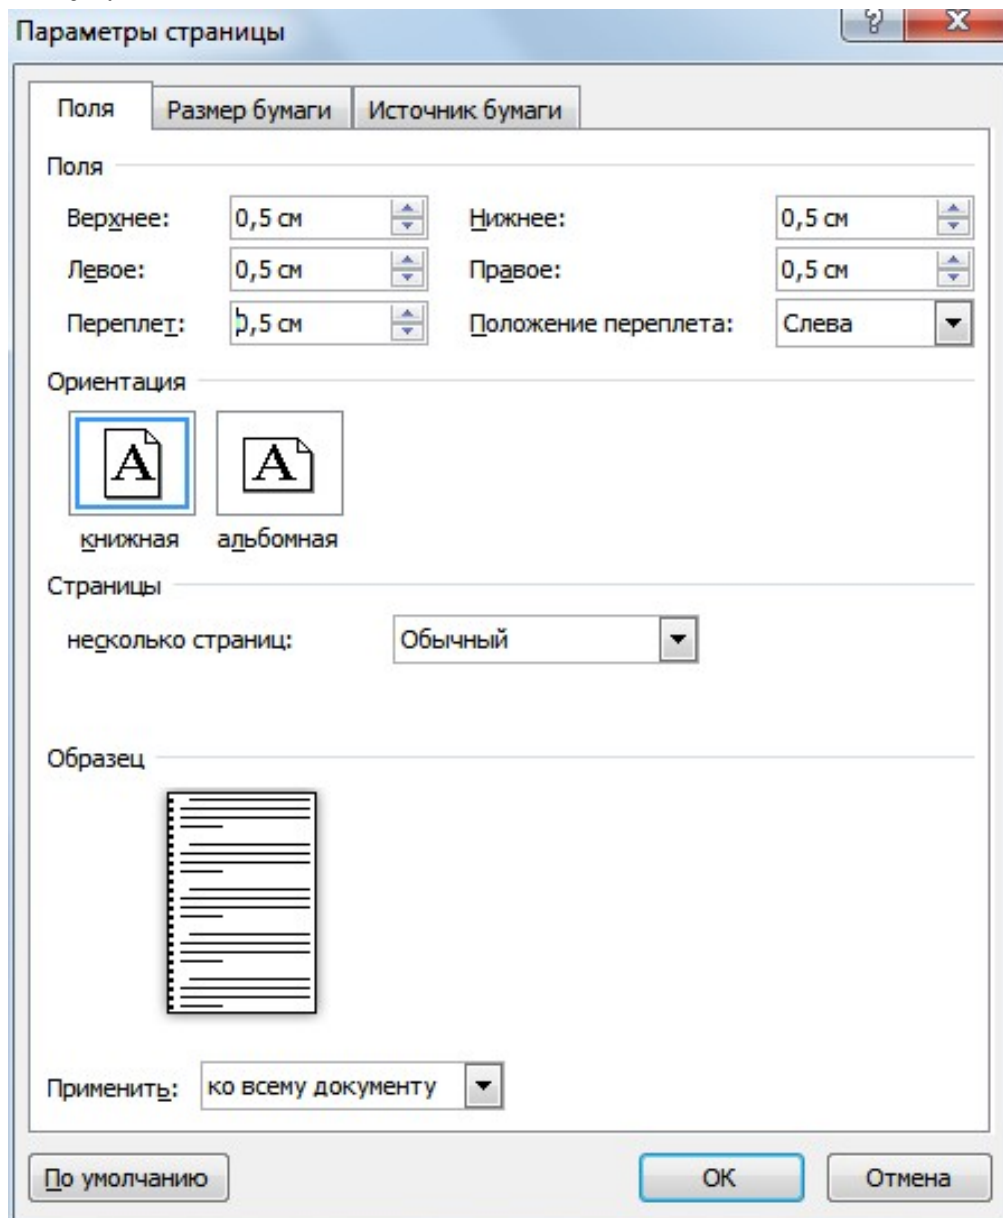 Параметры страницы
Поля Размер бумаги Источник бумаги
Поля
Верхнее: 0,5 см Нижнее: 0,5 см
Левое: 0,5 см Правое: 0,5 см
Переплет: 0,5 см Положение переплета: Слева
Ориентация
A A
книжная альбомная
Страницы
несколько страниц: Обычный
Образец
Применить: ко всему документу
По умолчанию ОК Отмена